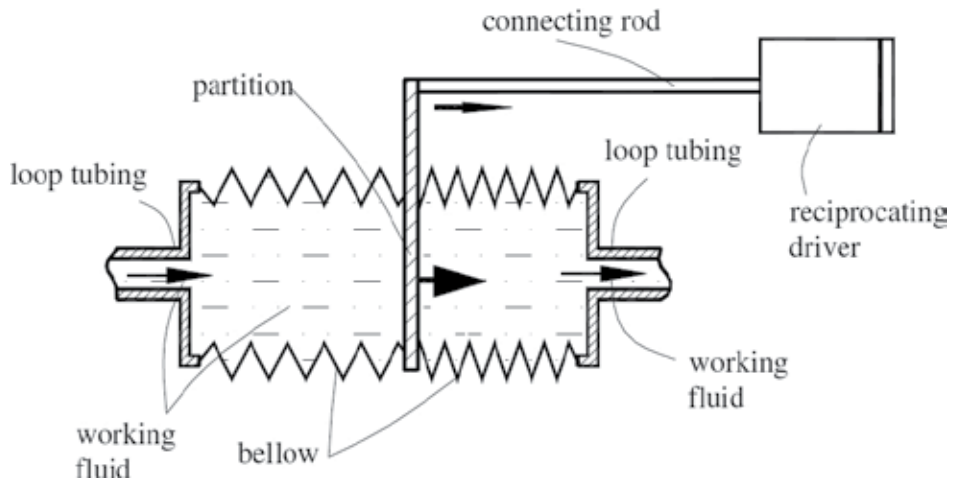 connecting rod
partition
loop tubing
loop tubing
reciprocating
driver
working
fluid
bellow
working
fluid